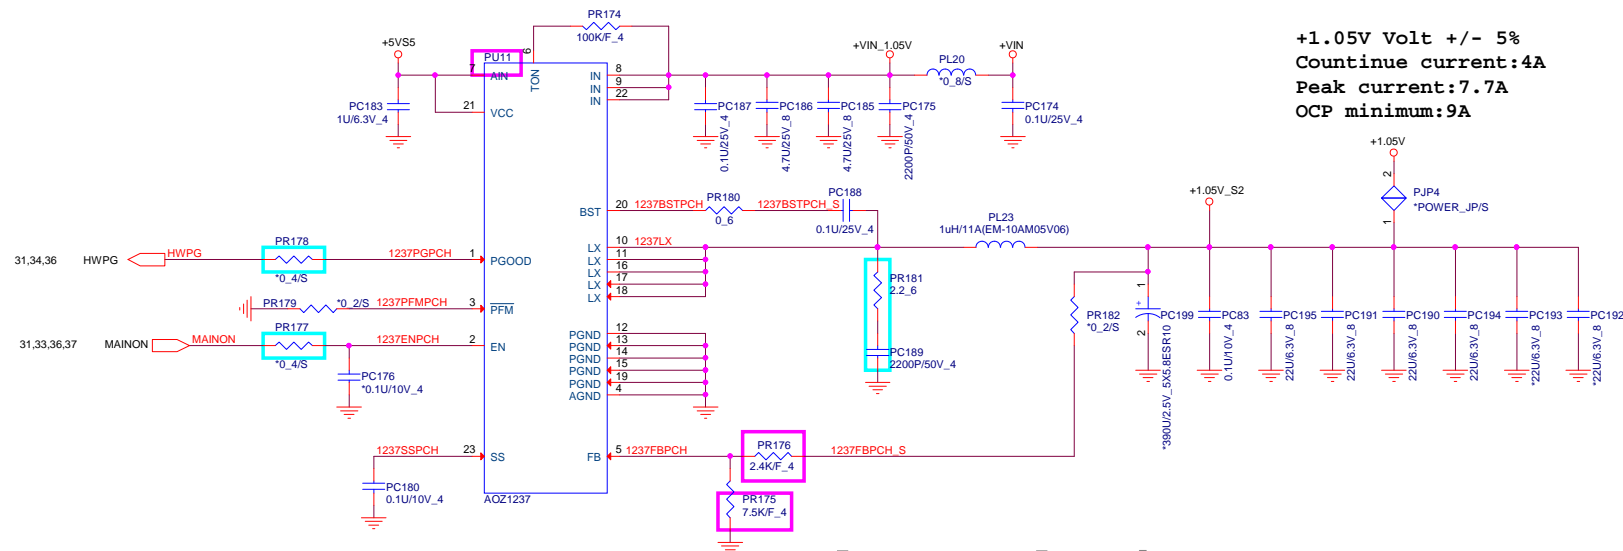 +1.05V Volt +/- 5%
Countinue current:4A
Peak current:7.7A
OCP minimum:9A
PR174
100K/F_4
+5VS5
PU11
6
TON
7
AIN
PC183
1U/6.3V_4
21
VCC
8
IN
9
IN
22
IN
+VIN_1.05V
PL20
*0_8/S
+VIN
PC187
0.1U/25V_4
PC186
4.7U/25V_8
PC185
4.7U/25V_8
PC175
2200P/50V_4
PC174
0.1U/25V_4
+1.05V
2
PJP4
*POWER_JP/S
1
+1.05V_S2
BST
20
1237BSTPCH
PR180
0_6
1237BSTPCH_S
PC188
0.1U/25V_4
PL23
1uH/11A(EM-10AM05V06)
LX
10
1237LX
LX
11
LX
16
LX
17
LX
18
31,34,36
HWPG
HWPG
PR178
*0_4/S
1237PGPCH
1
PGOOD
PR179
*0_2/S
1237PFMPCH
3
PFM
31,33,36,37
MAINON
MAINON
PR177
*0_4/S
1237ENPCH
2
EN
PC176
*0.1U/10V_4
PR181
2.2_6
PC189
2200P/50V_4
PGND
12
PGND
13
PGND
14
PGND
15
PGND
19
AGND
4
PR182
*0_2/S
1
+
2
PC199
*390U/2.5V_5X5.8ESR10
PC83
0.1U/10V_4
PC195
22U/6.3V_8
PC191
22U/6.3V_8
PC190
22U/6.3V_8
PC194
22U/6.3V_8
PC193
*22U/6.3V_8
PC192
*22U/6.3V_8
1237SSPCH
23
SS
PC180
0.1U/10V_4
FB
5
1237FBPCH
PR176
2.4K/F_4
1237FBPCH_S
PR175
7.5K/F_4
AOZ1237